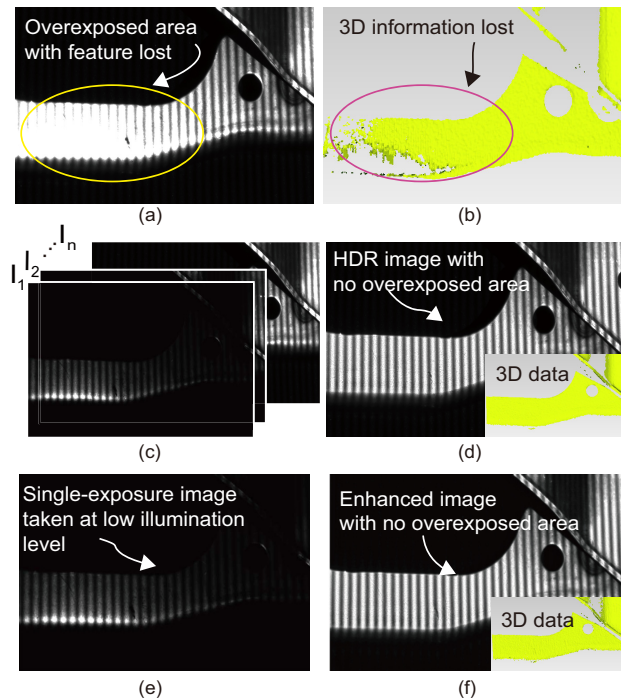 Overexposed area
with feature lost
3D information lost
(a)
(b)
I1 I2 ... In
HDR image with
no overexposed area
3D data
(c)
(d)
Single-exposure image
taken at low illumination
level
Enhanced image
with no overexposed area
3D data
(e)
(f)